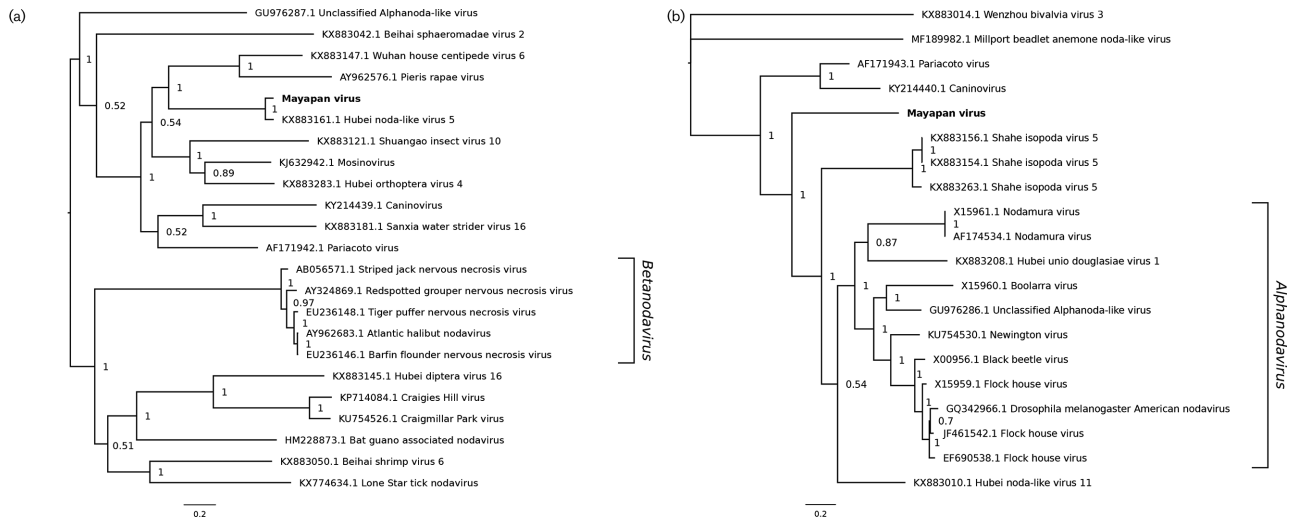 (a)
GU976287.1 Unclassified Alphanoda-like virus
KX883042.1 Beihai sphaeromadae virus 2
1
KX883147.1 Wuhan house centipede virus 6
1
AY962576.1 Pieris rapae virus
1
Mayapan virus
0.52
1
KX883161.1 Hubei noda-like virus 5
0.54
KX883121.1 Shuangao insect virus 10
1
KJ632942.1 Mosinovirus
0.89
1
KX883283.1 Hubei orthoptera virus 4
KY214439.1 Caninovirus
1
KX883181.1 Sanxia water strider virus 16
0.52
AF171942.1 Pariacoto virus
AB056571.1 Striped jack nervous necrosis virus
1
AY324869.1 Redspotted grouper nervous necrosis virus
0.97
EU236148.1 Tiger puffer nervous necrosis virus
1
AY962683.1 Atlantic halibut nodavirus
1
EU236146.1 Barfin flounder nervous necrosis virus
Betanodavirus
1
KX883145.1 Hubei diptera virus 16
1
KP714084.1 Craigies Hill virus
1
1
KU754526.1 Craigmillar Park virus
HM228873.1 Bat guano associated nodavirus
0.51
KX883050.1 Beihai shrimp virus 6
1
KX774634.1 Lone Star tick nodavirus
0.2
(b)
KX883014.1 Wenzhou bivalvia virus 3
MF189982.1 Millport beadlet anemone noda-like virus
AF171943.1 Pariacoto virus
1
KY214440.1 Caninovirus
Mayapan virus
1
KX883156.1 Shahe isopoda virus 5
1
KX883154.1 Shahe isopoda virus 5
1
KX883263.1 Shahe isopoda virus 5
1
X15961.1 Nodamura virus
1
AF174534.1 Nodamura virus
0.87
KX883208.1 Hubei unio douglasiae virus 1
1
1
X15960.1 Boolarra virus
1
GU976286.1 Unclassified Alphanoda-like virus
1
KU754530.1 Newington virus
1
X00956.1 Black beetle virus
0.54
X15959.1 Flock house virus
1
GQ342966.1 Drosophila melanogaster American nodavirus
0.7
JF461542.1 Flock house virus
1
EF690538.1 Flock house virus
KX883010.1 Hubei noda-like virus 11
Alphanodavirus
0.2